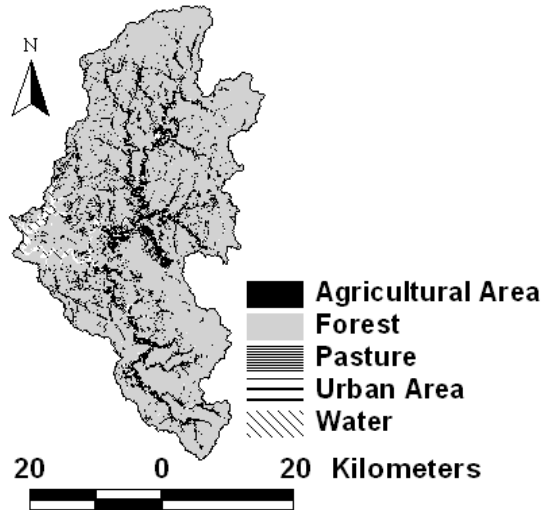 N
Agricultural Area
Forest
Pasture
Urban Area
Water
20 0 20 Kilometers